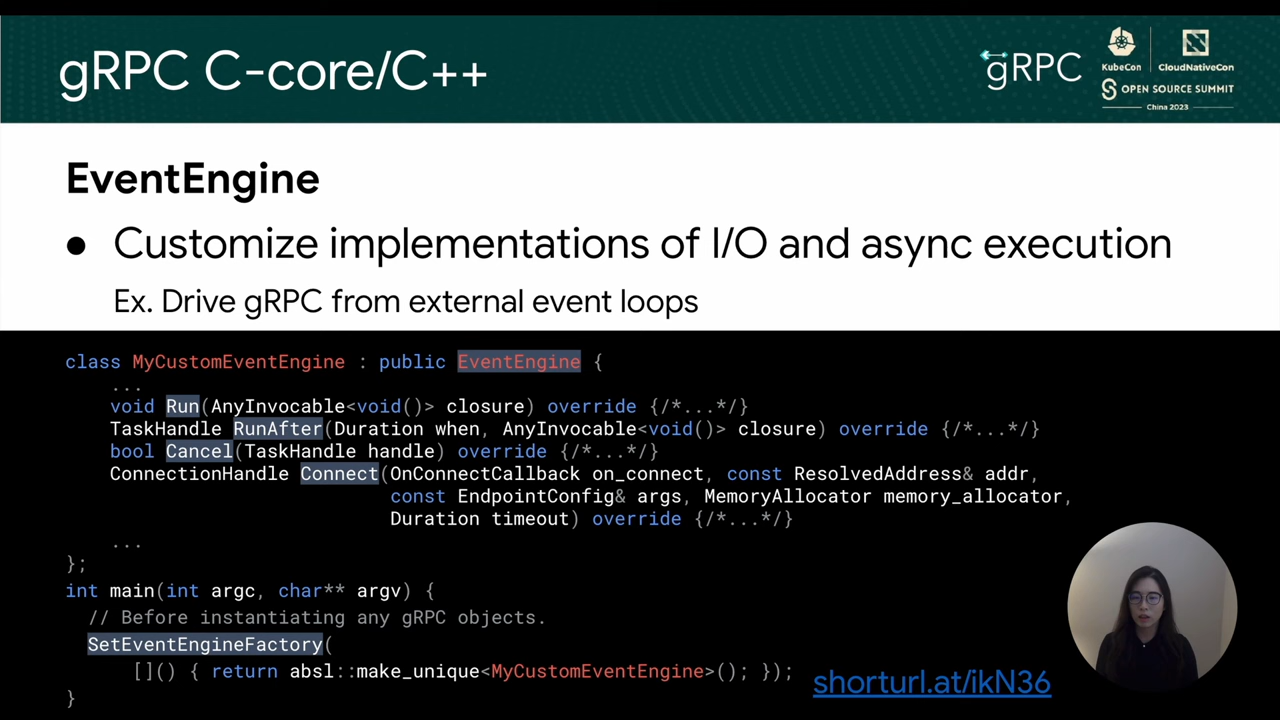 gRPC C-core/C++
gRPC
KubeCon
CloudNativeCon
OPEN SOURCE SUMMIT
China 2023
EventEngine
● Customize implementations of I/O and async execution
Ex. Drive gRPC from external event loops
class MyCustomEventEngine : public EventEngine {
...
void Run(AnyInvocable<void()> closure) override {/*...*/}
TaskHandle RunAfter(Duration when, AnyInvocable<void()> closure) override {/*...*/}
bool Cancel(TaskHandle handle) override {/*...*/}
ConnectionHandle Connect(OnConnectCallback on_connect, const ResolvedAddress& addr,
const EndpointConfig& args, MemoryAllocator memory_allocator,
Duration timeout) override {/*...*/}
...
};
int main(int argc, char** argv) {
// Before instantiating any gRPC objects.
SetEventEngineFactory(
[]() { return absl::make_unique<MyCustomEventEngine>(); });
}
shorturl.at/ikN36